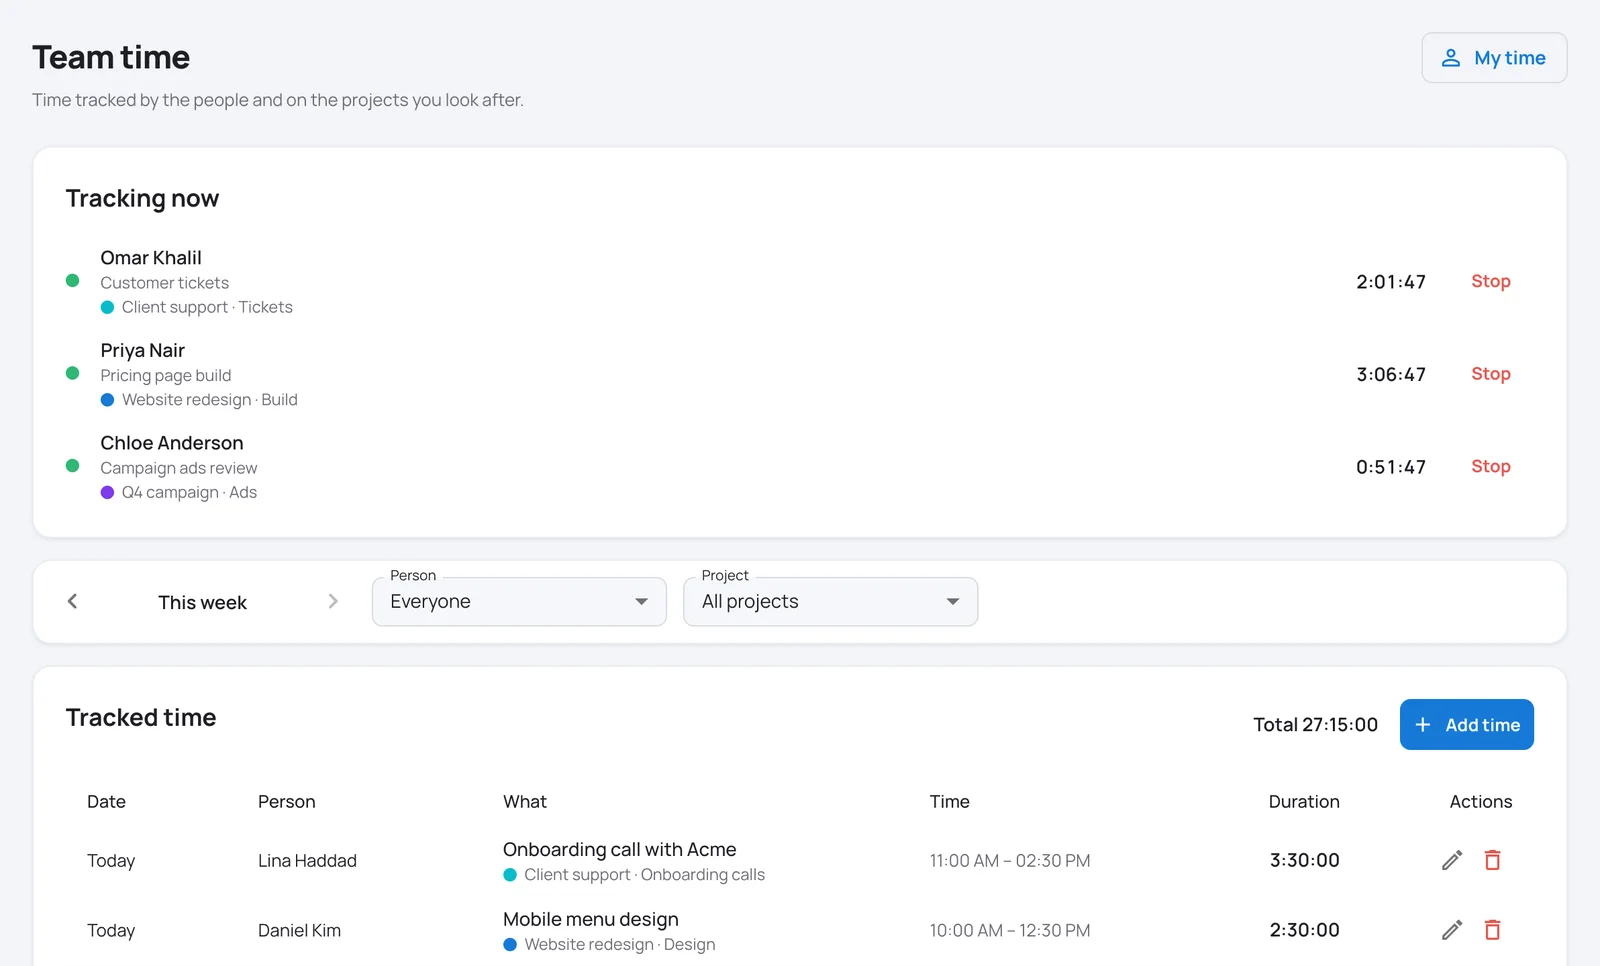 Team time
My time
Time tracked by the people and on the projects you look after.
Tracking now
Omar Khalil
Customer tickets
Client support · Tickets
2:01:47
Stop
Priya Nair
Pricing page build
Website redesign · Build
3:06:47
Stop
Chloe Anderson
Campaign ads review
Q4 campaign · Ads
0:51:47
Stop
This week
Person
Everyone
Project
All projects
Tracked time
Total 27:15:00
Add time
Date Person What Time Duration Actions
Today Lina Haddad Onboarding call with Acme 11:00 AM – 02:30 PM 3:30:00
Client support · Onboarding calls
Today Daniel Kim Mobile menu design 10:00 AM – 12:30 PM 2:30:00
Website redesign · Design